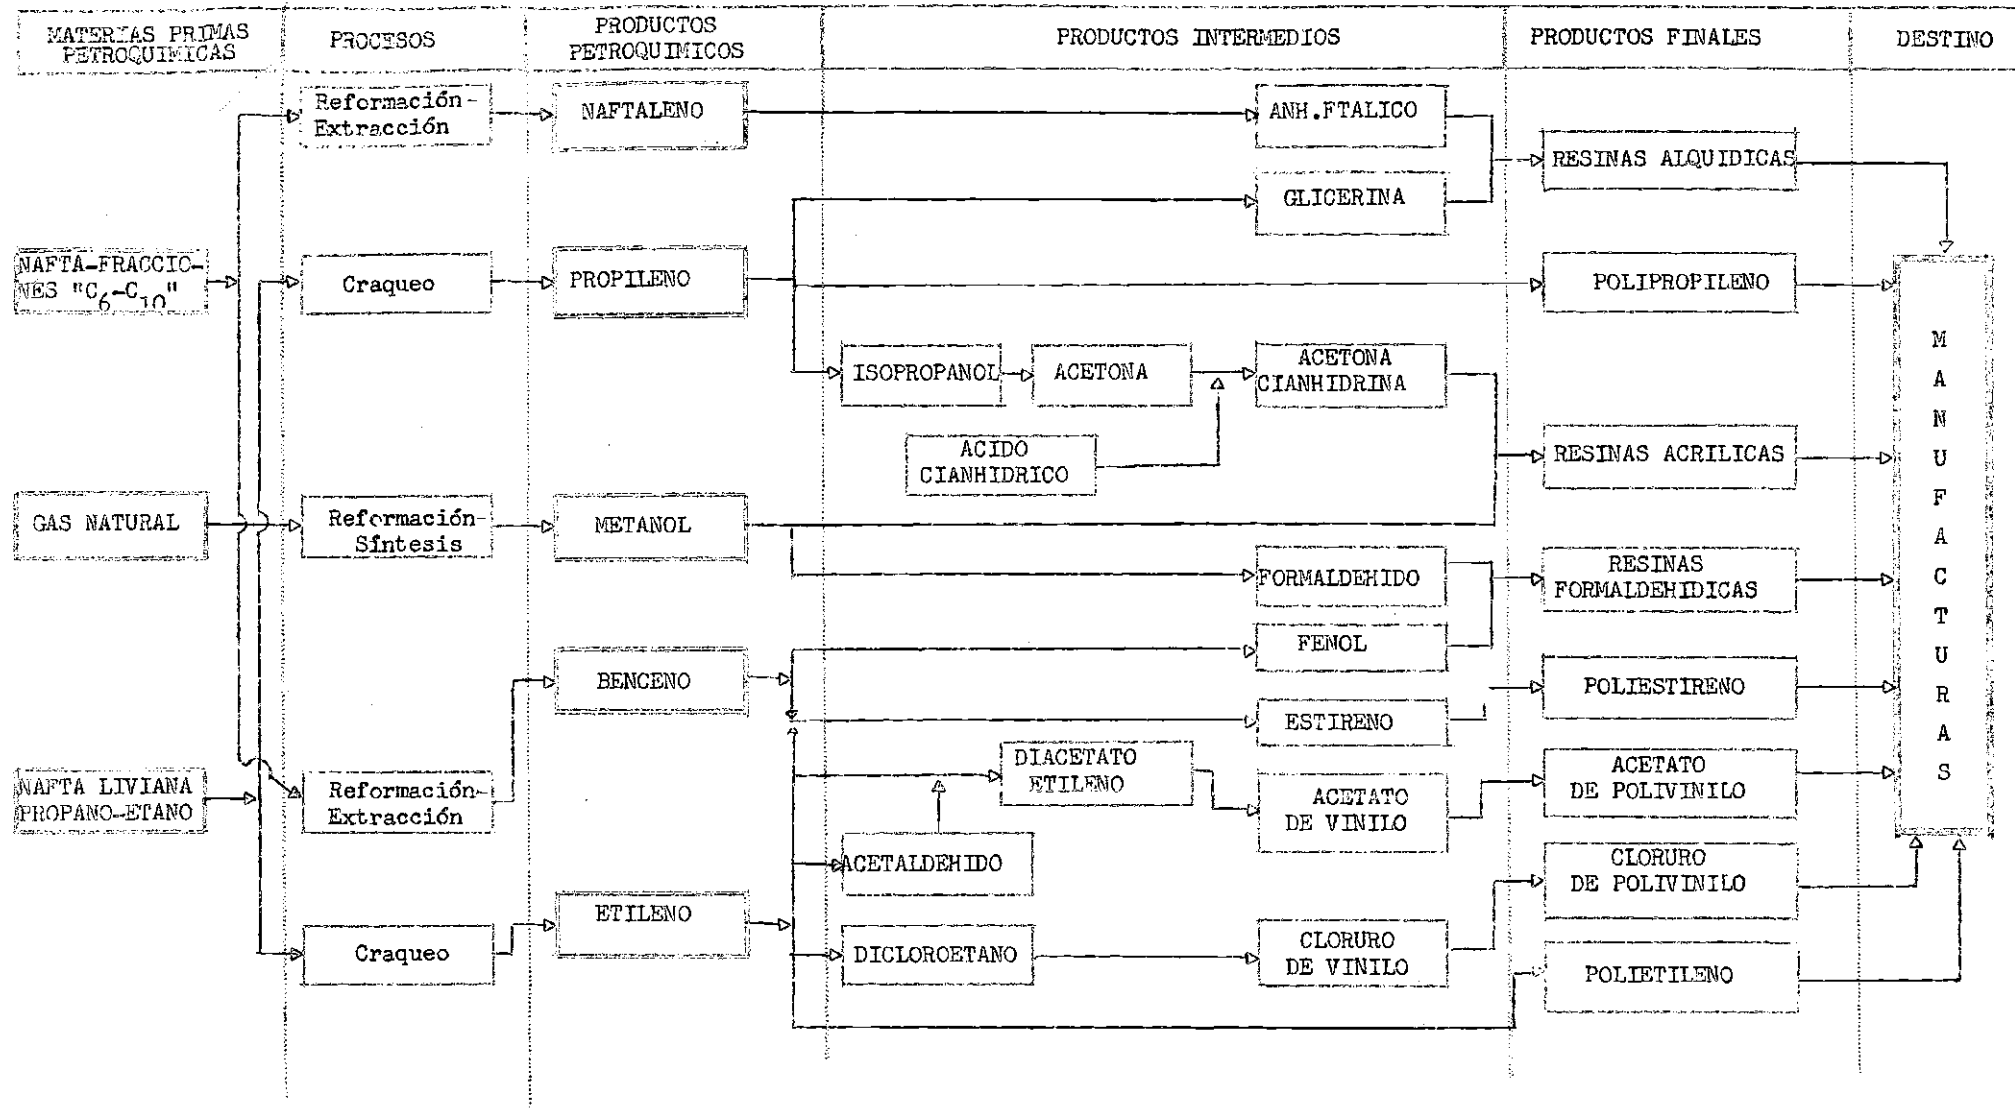 MATERIAS PRIMAS
PETROQUIMICAS
PROCESOS
PRODUCTOS
PETROQUIMICOS
PRODUCTOS INTERMEDIOS
PRODUCTOS FINALES
DESTINO
Reformación-
Extracción
NAFTALENO
ANH.FTALICO
RESINAS ALQUIDICAS
GLICERINA
NAFTA-FRACCIO-
NES "C6-C10"
Craqueo
PROPILENO
POLIPROPILENO
ISOPROPANOL
ACETONA
ACETONA
CIANHIDRINA
ACIDO
CIANHIDRICO
RESINAS ACRILICAS
GAS NATURAL
Reformación-
Síntesis
METANOL
FORMALDEHIDO
RESINAS
FORMALDEHIDICAS
FENOL
BENCENO
POLIESTIRENO
ESTIRENO
NAFTA LIVIANA
PROPANO-ETANO
Reformación-
Extracción
DIACETATO
ETILENO
ACETATO
DE VINILO
ACETATO
DE POLIVINILO
ACETALDEHIDO
CLORURO
DE POLIVINILO
Craqueo
ETILENO
DICLOROETANO
CLORURO
DE VINILO
POLIETILENO
MANUFACTURAS